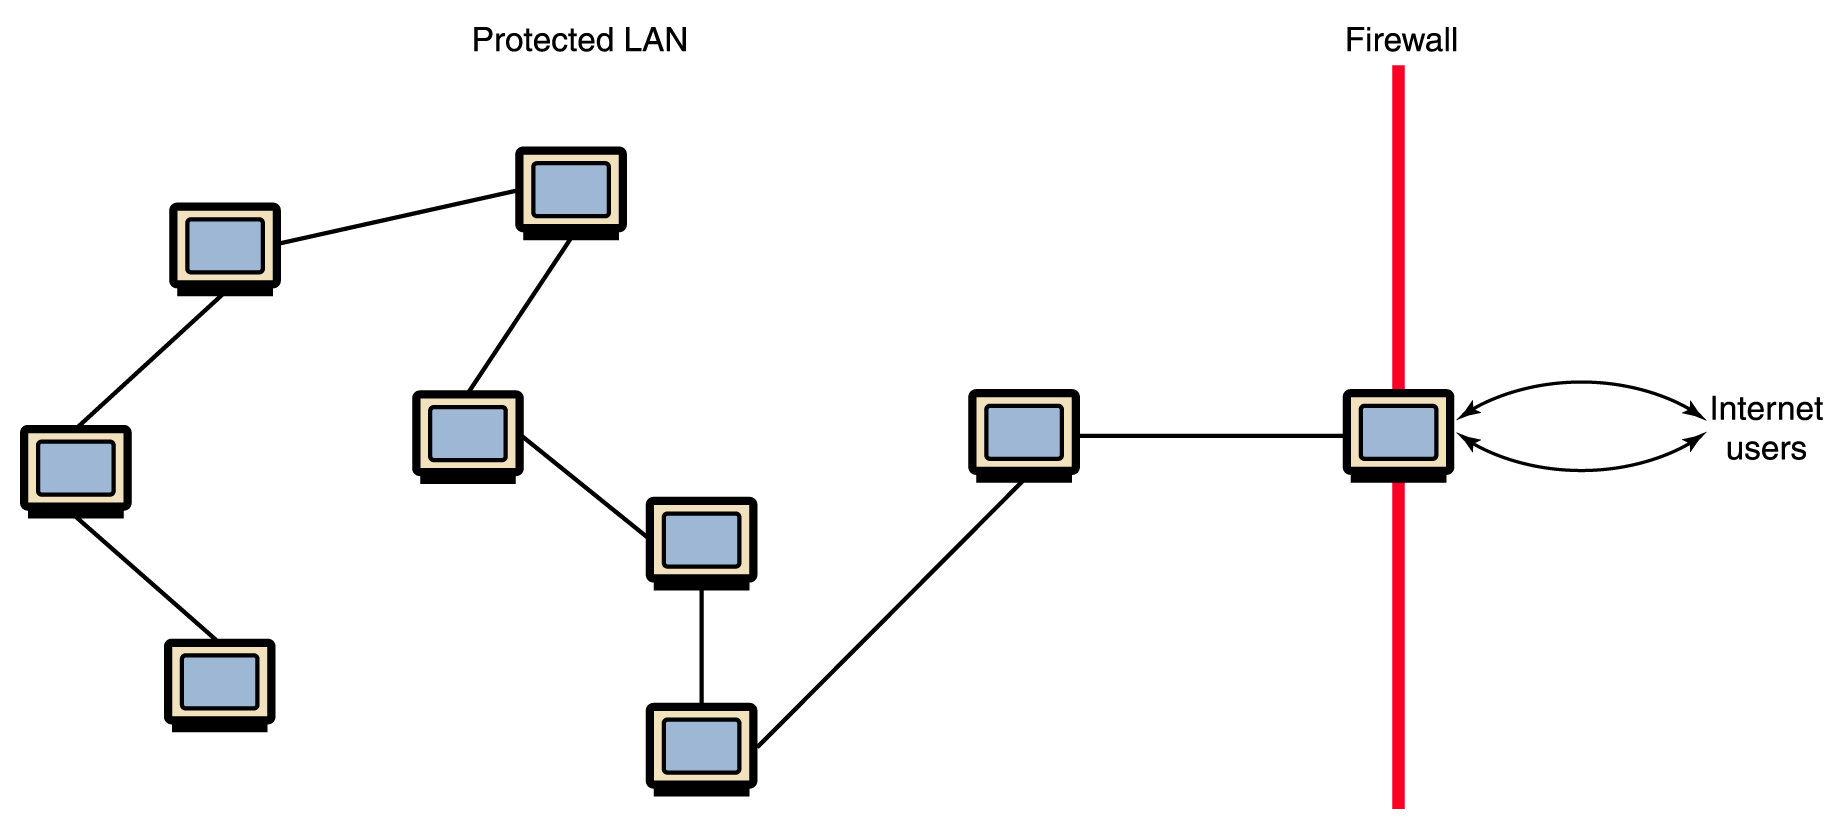 Protected LAN
Firewall
Internet
users